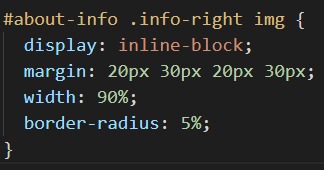 #about-info .info-right img {
  display: inline-block;
  margin: 20px 30px 20px 30px;
  width: 90%;
  border-radius: 5%;
}